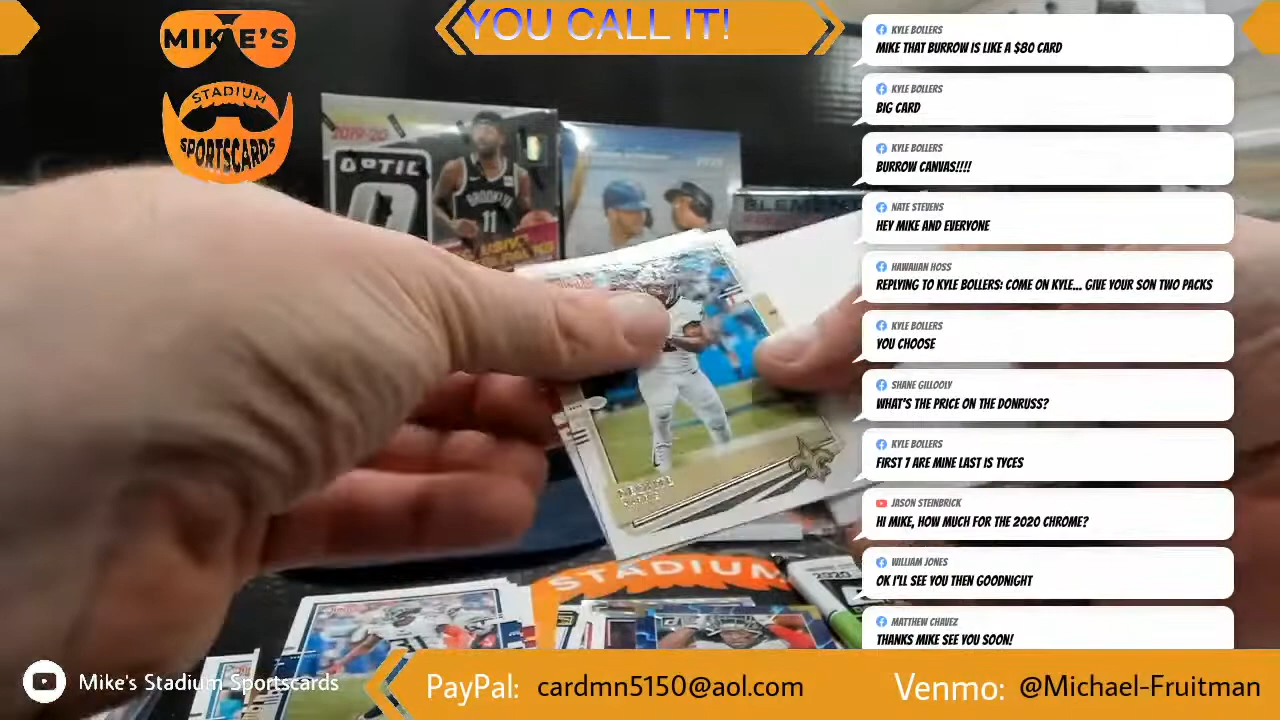 YOU CALL IT!
MIKE'S
STADIUM
SPORTSCARDS
2019-20
OPTIC
BROOKLYN
11
2020
STADIUM
KYLE BOLLERS
MIKE THAT BURROW IS LIKE A $80 CARD
KYLE BOLLERS
BIG CARD
KYLE BOLLERS
BURROW CANVAS!!!!
NATE STEVENS
HEY MIKE AND EVERYONE
HAWAIIAN HOSS
REPLYING TO KYLE BOLLERS: COME ON KYLE... GIVE YOUR SON TWO PACKS
KYLE BOLLERS
YOU CHOOSE
SHANE GILLOOLY
WHAT'S THE PRICE ON THE DONRUSS?
KYLE BOLLERS
FIRST 7 ARE MINE LAST IS TYCES
JASON STEINBRICK
HI MIKE, HOW MUCH FOR THE 2020 CHROME?
WILLIAM JONES
OK I'LL SEE YOU THEN GOODNIGHT
MATTHEW CHAVEZ
THANKS MIKE SEE YOU SOON!
Mike's Stadium Sportscards
PayPal: cardmn5150@aol.com
Venmo: @Michael-Fruitman